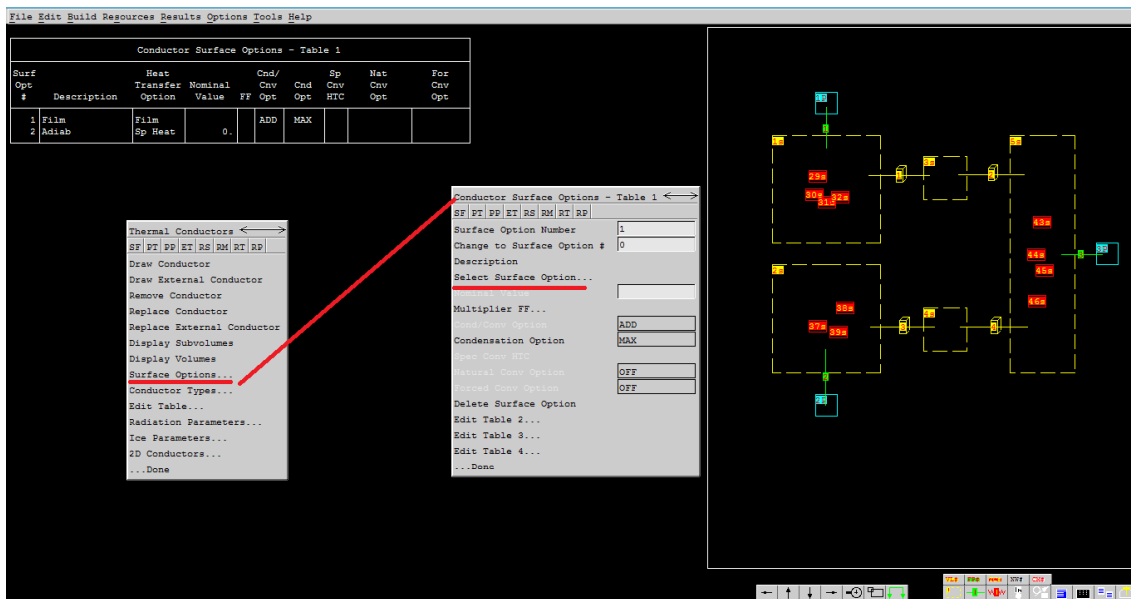 File Edit Build Resources Results Options Tools Help
Conductor Surface Options - Table 1
Surf Heat Cnd/ Sp Nat For
Opt Transfer Nominal Cnv Cnd Cnv Cnv Cnv
# Description Option Value FF Opt Opt HTC Opt Opt
1 Film Film ADD MAX
2 Adiab Sp Heat 0.
Thermal Conductors
SF PT PP ET RS RM RT RP
Draw Conductor
Draw External Conductor
Remove Conductor
Replace Conductor
Replace External Conductor
Display Subvolumes
Display Volumes
Surface Options...
Conductor Types...
Edit Table...
Radiation Parameters...
Ice Parameters...
2D Conductors...
...Done
Conductor Surface Options - Table 1
SF PT PP ET RS RM RT RP
Surface Option Number 1
Change to Surface Option # 0
Description
Select Surface Option...
Nominal Value
Multiplier FF...
Cond/Conv Option ADD
Condensation Option MAX
Spec Conv HTC
Natural Conv Option OFF
Forced Conv Option OFF
Delete Surface Option
Edit Table 2...
Edit Table 3...
Edit Table 4...
...Done
1s
29s
30s 32s
31s
3s
5s
43s
44s
45s
46s
2s
38s
37s 39s
4s